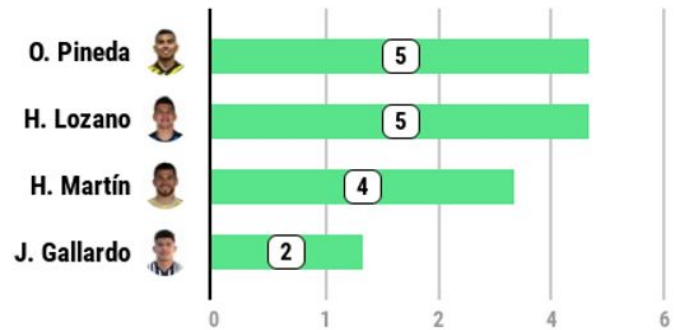 O. Pineda 5
H. Lozano 5
H. Martín 4
J. Gallardo 2
0 1 2 4 6